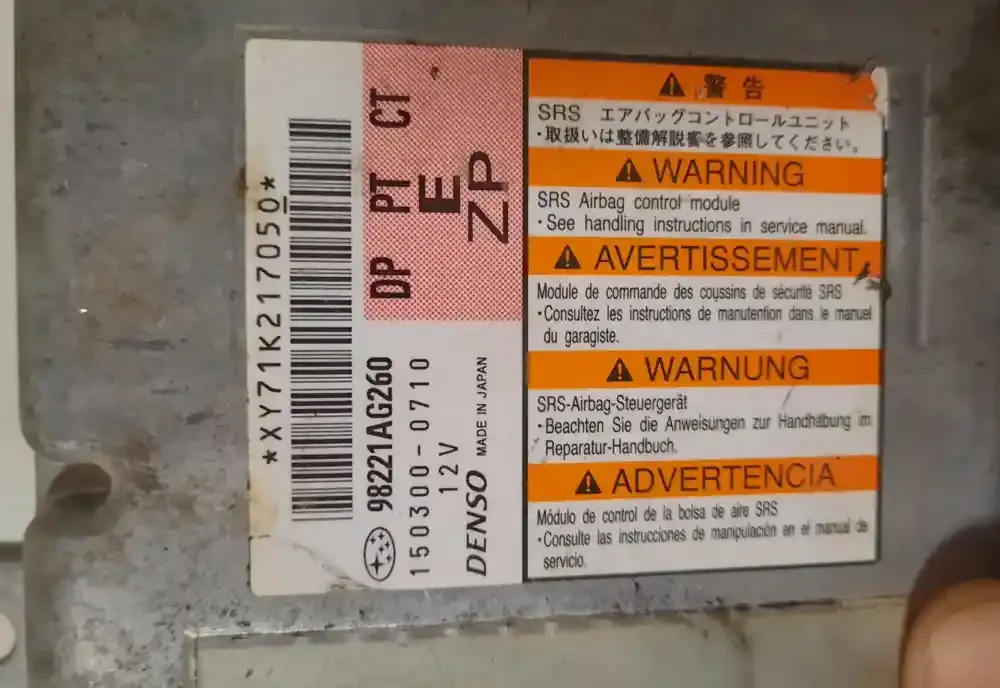 *XY71K217050*
DP PT CT
E
ZP
98221AG260
150300-0710
12V
DENSO MADE IN JAPAN
警告
SRS エアバッグコントロールユニット
・取扱いは整備解説書を参照してください。
WARNING
SRS Airbag control module
・See handling instructions in service manual.
AVERTISSEMENT
Module de commande des coussins de sécurité SRS
・Consultez les instructions de manutention dans le manuel
du garagiste.
WARNUNG
SRS-Airbag-Steuergerät
・Beachten Sie die Anweisungen zur Handhabung im
Reparatur-Handbuch.
ADVERTENCIA
Módulo de control de la bolsa de aire SRS
・Consulte las instrucciones de manipulación en el manual de
servicio.